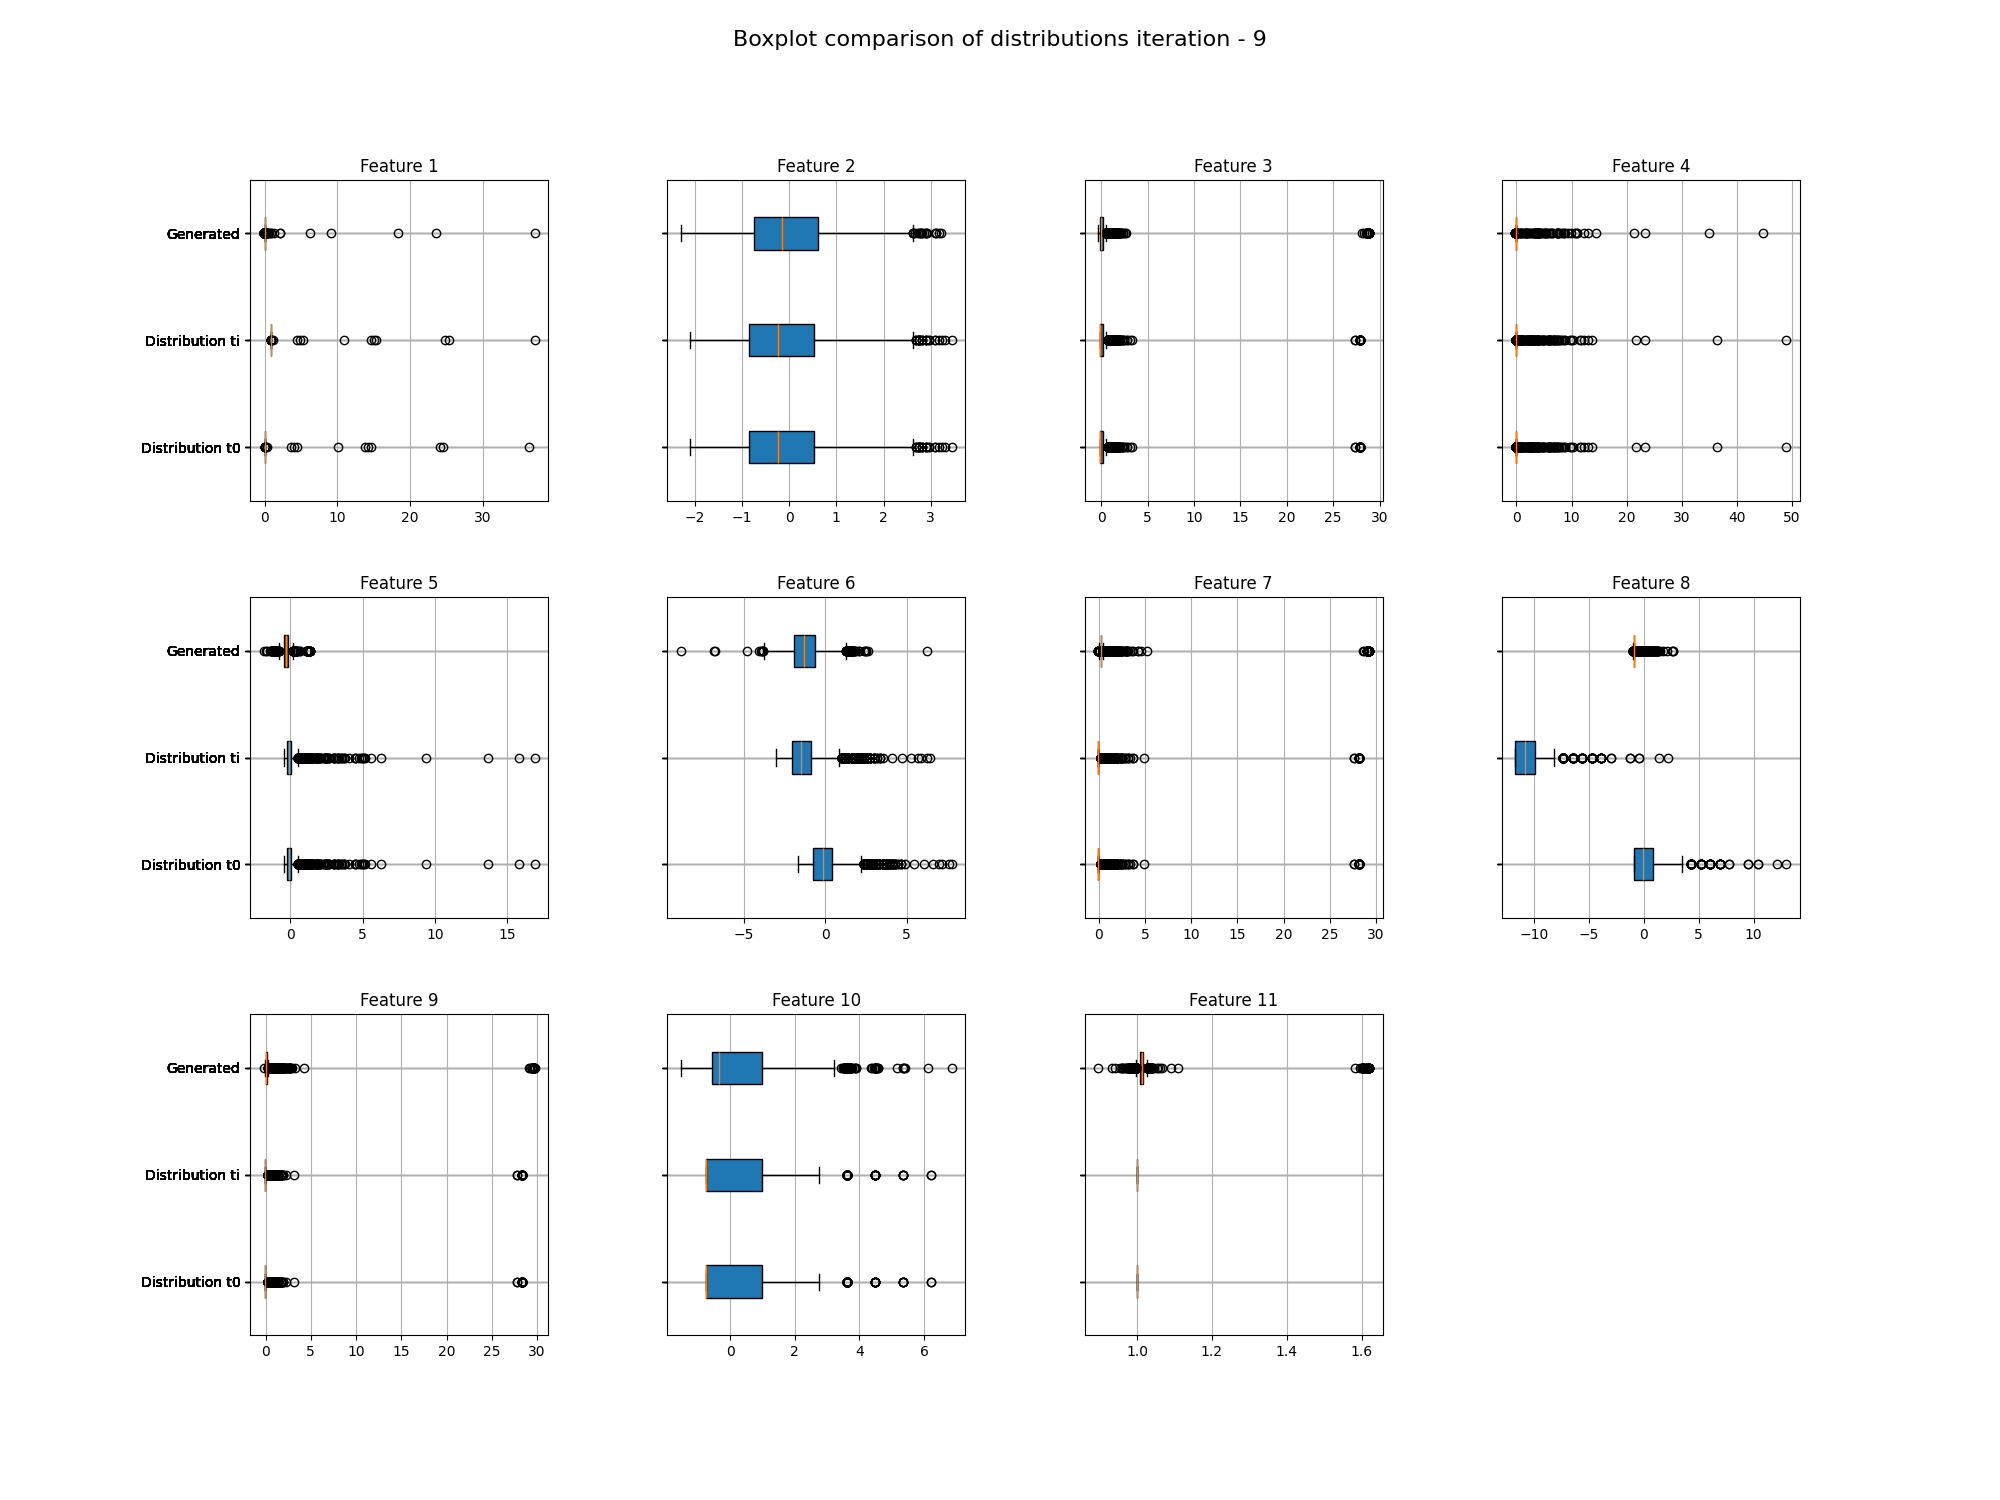 Boxplot comparison of distributions iteration - 9
Feature 1
Feature 2
Feature 3
Feature 4
Generated
Distribution ti
Distribution t0
0 10 20 30
−2 −1 0 1 2 3
0 5 10 15 20 25 30
0 10 20 30 40 50
Feature 5
Feature 6
Feature 7
Feature 8
Generated
Distribution ti
Distribution t0
0 5 10 15
−5 0 5
0 5 10 15 20 25 30
−10 −5 0 5 10
Feature 9
Feature 10
Feature 11
Generated
Distribution ti
Distribution t0
0 5 10 15 20 25 30
0 2 4 6
1.0 1.2 1.4 1.6